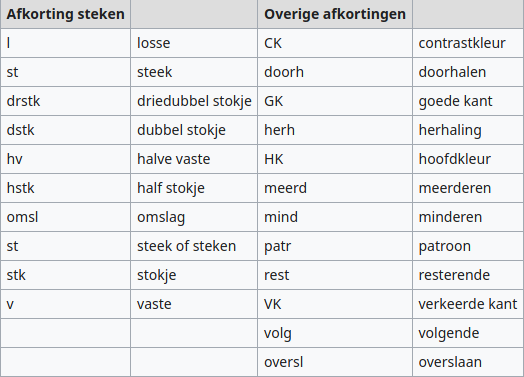 Afkorting steken Overige afkortingen
l losse CK contrastkleur
st steek doorh doorhalen
drstk driedubbel stokje GK goede kant
dstk dubbel stokje herh herhaling
hv halve vaste HK hoofdkleur
hstk half stokje meerd meerderen
omsl omslag mind minderen
st steek of steken patr patroon
stk stokje rest resterende
v vaste VK verkeerde kant
volg volgende
oversl overslaan